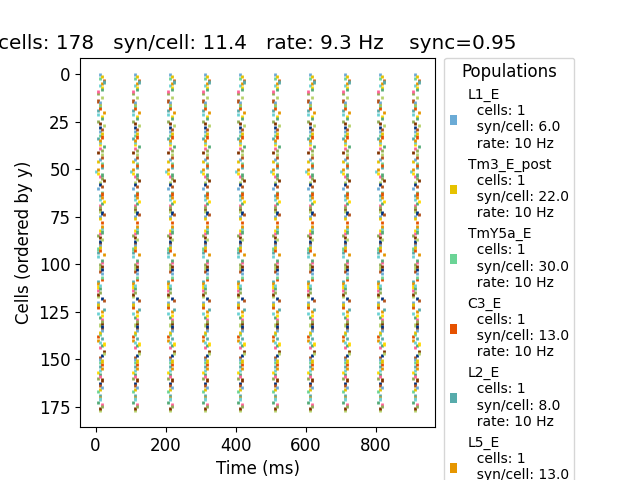 cells: 178   syn/cell: 11.4   rate: 9.3 Hz    sync=0.95
Populations
0
25
50
75
100
125
150
175
Cells (ordered by y)
0
200
400
600
800
Time (ms)
L1_E
cells: 1
syn/cell: 6.0
rate: 10 Hz
Tm3_E_post
cells: 1
syn/cell: 22.0
rate: 10 Hz
TmY5a_E
cells: 1
syn/cell: 30.0
rate: 10 Hz
C3_E
cells: 1
syn/cell: 13.0
rate: 10 Hz
L2_E
cells: 1
syn/cell: 8.0
rate: 10 Hz
L5_E
cells: 1
syn/cell: 13.0